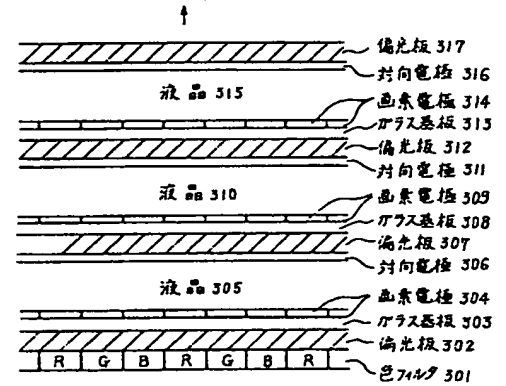 偏光板 317
対向電極 316
液晶 315
画素電極 314
ガラス基板 313
偏光板 312
対向電極 311
液晶 310
画素電極 309
ガラス基板 308
偏光板 307
対向電極 306
液晶 305
画素電極 304
ガラス基板 303
偏光板 302
R G B R G B R
色フィルタ 301